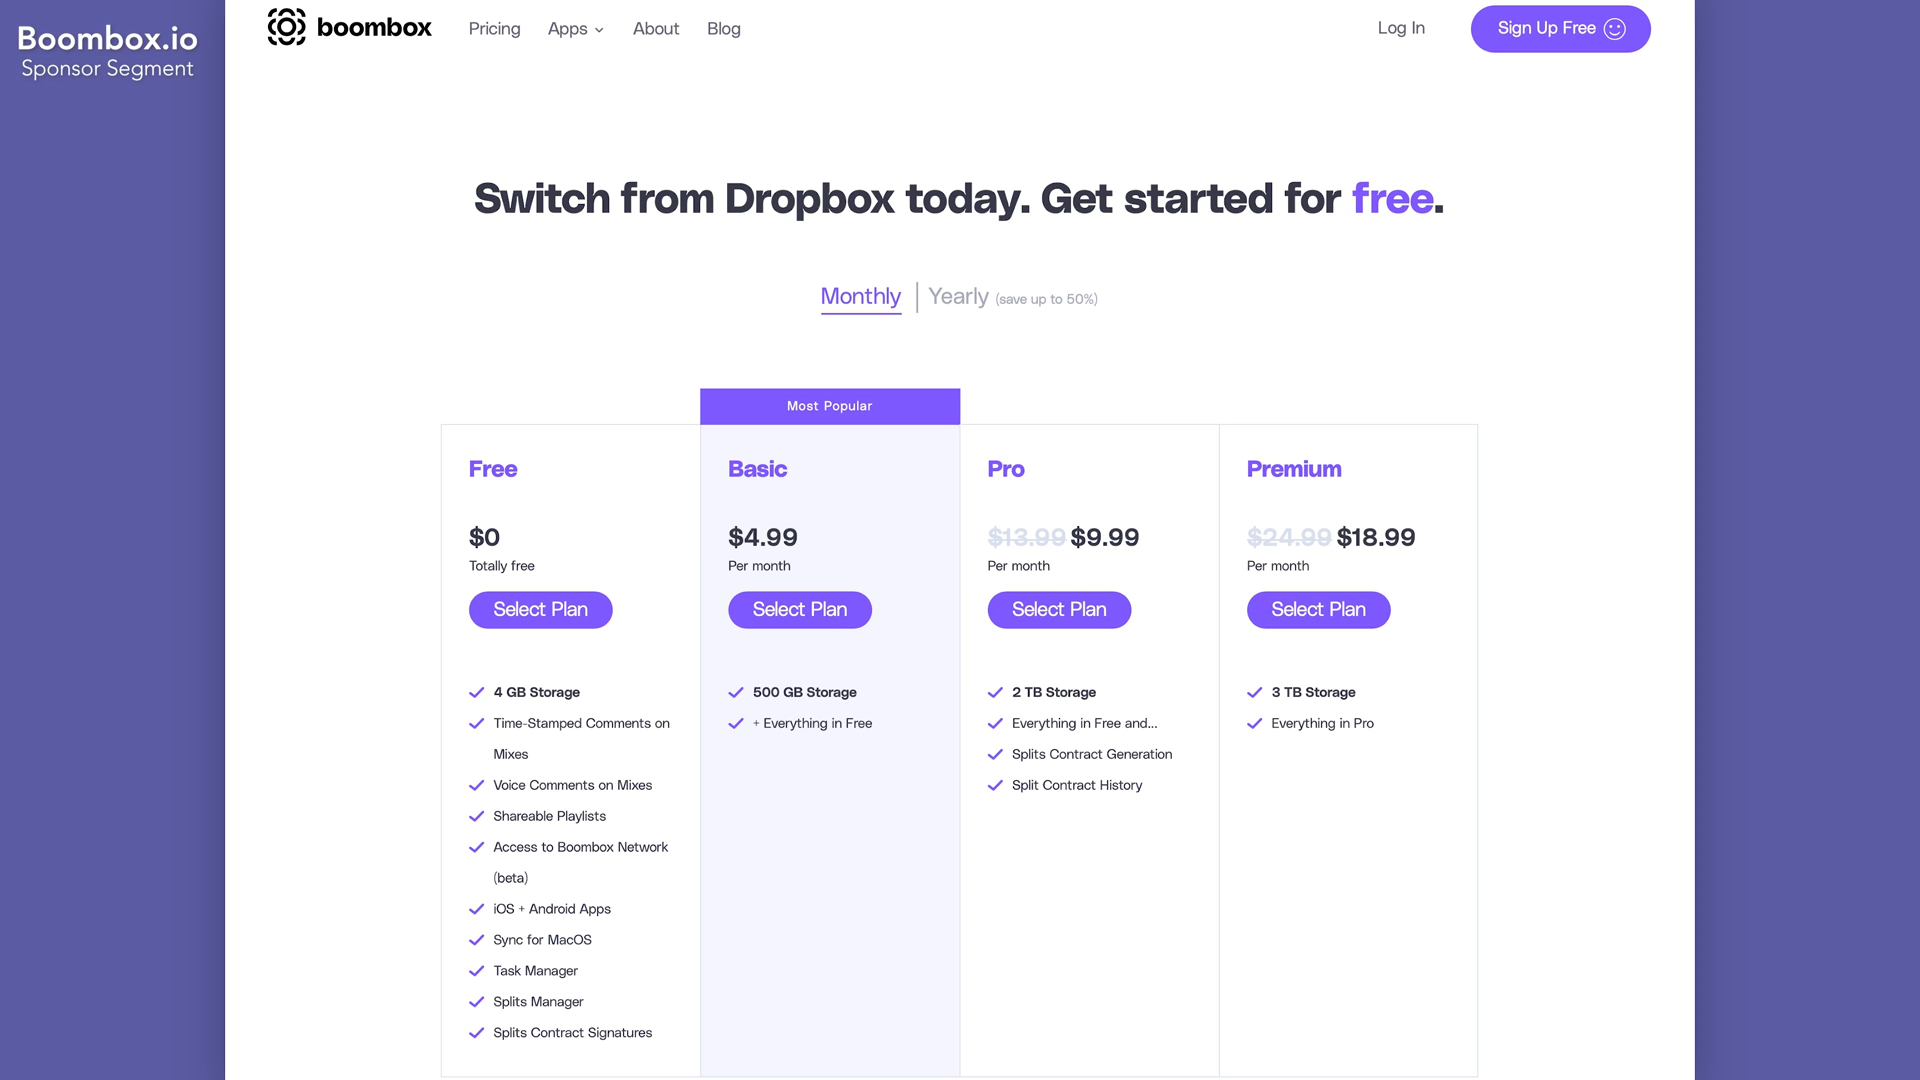 Boombox.io
Sponsor Segment
boombox
Pricing
Apps
About
Blog
Log In
Sign Up Free
Switch from Dropbox today. Get started for free.
Monthly
Yearly (save up to 50%)
Most Popular
Free
$0
Totally free
Select Plan
4 GB Storage
Time-Stamped Comments on
Mixes
Voice Comments on Mixes
Shareable Playlists
Access to Boombox Network
(beta)
iOS + Android Apps
Sync for MacOS
Task Manager
Splits Manager
Splits Contract Signatures
Basic
$4.99
Per month
Select Plan
500 GB Storage
+ Everything in Free
Pro
$13.99 $9.99
Per month
Select Plan
2 TB Storage
Everything in Free and...
Splits Contract Generation
Split Contract History
Premium
$24.99 $18.99
Per month
Select Plan
3 TB Storage
Everything in Pro